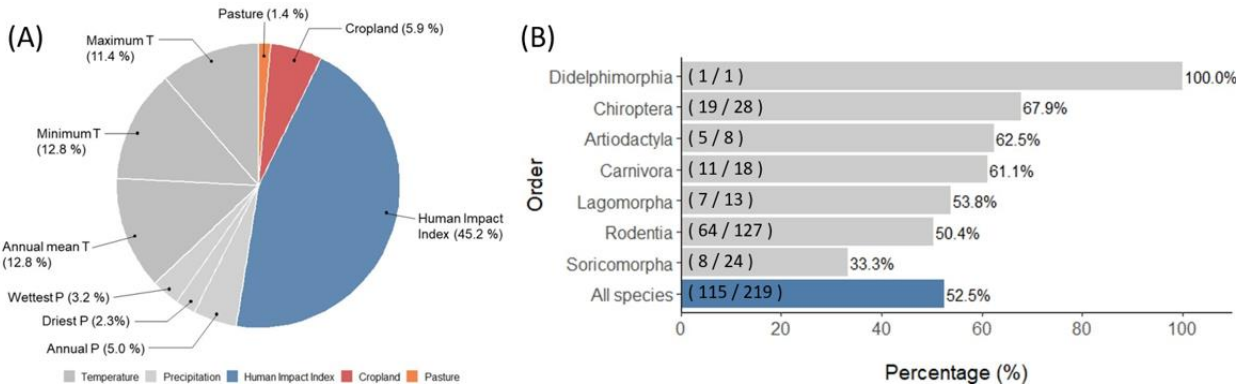 (A)
Pasture (1.4 %)
Cropland (5.9 %)
Maximum T
(11.4 %)
Minimum T
(12.8 %)
Human Impact
Index (45.2 %)
Annual mean T
(12.8 %)
Wettest P (3.2 %)
Driest P (2.3%)
Annual P (5.0 %)
Temperature Precipitation Human Impact Index Cropland Pasture
(B)
Order
Didelphimorphia ( 1 / 1 ) 100.0%
Chiroptera ( 19 / 28 ) 67.9%
Artiodactyla ( 5 / 8 ) 62.5%
Carnivora ( 11 / 18 ) 61.1%
Lagomorpha ( 7 / 13 ) 53.8%
Rodentia ( 64 / 127 ) 50.4%
Soricomorpha ( 8 / 24 ) 33.3%
All species ( 115 / 219 ) 52.5%
0 20 40 60 80 100
Percentage (%)